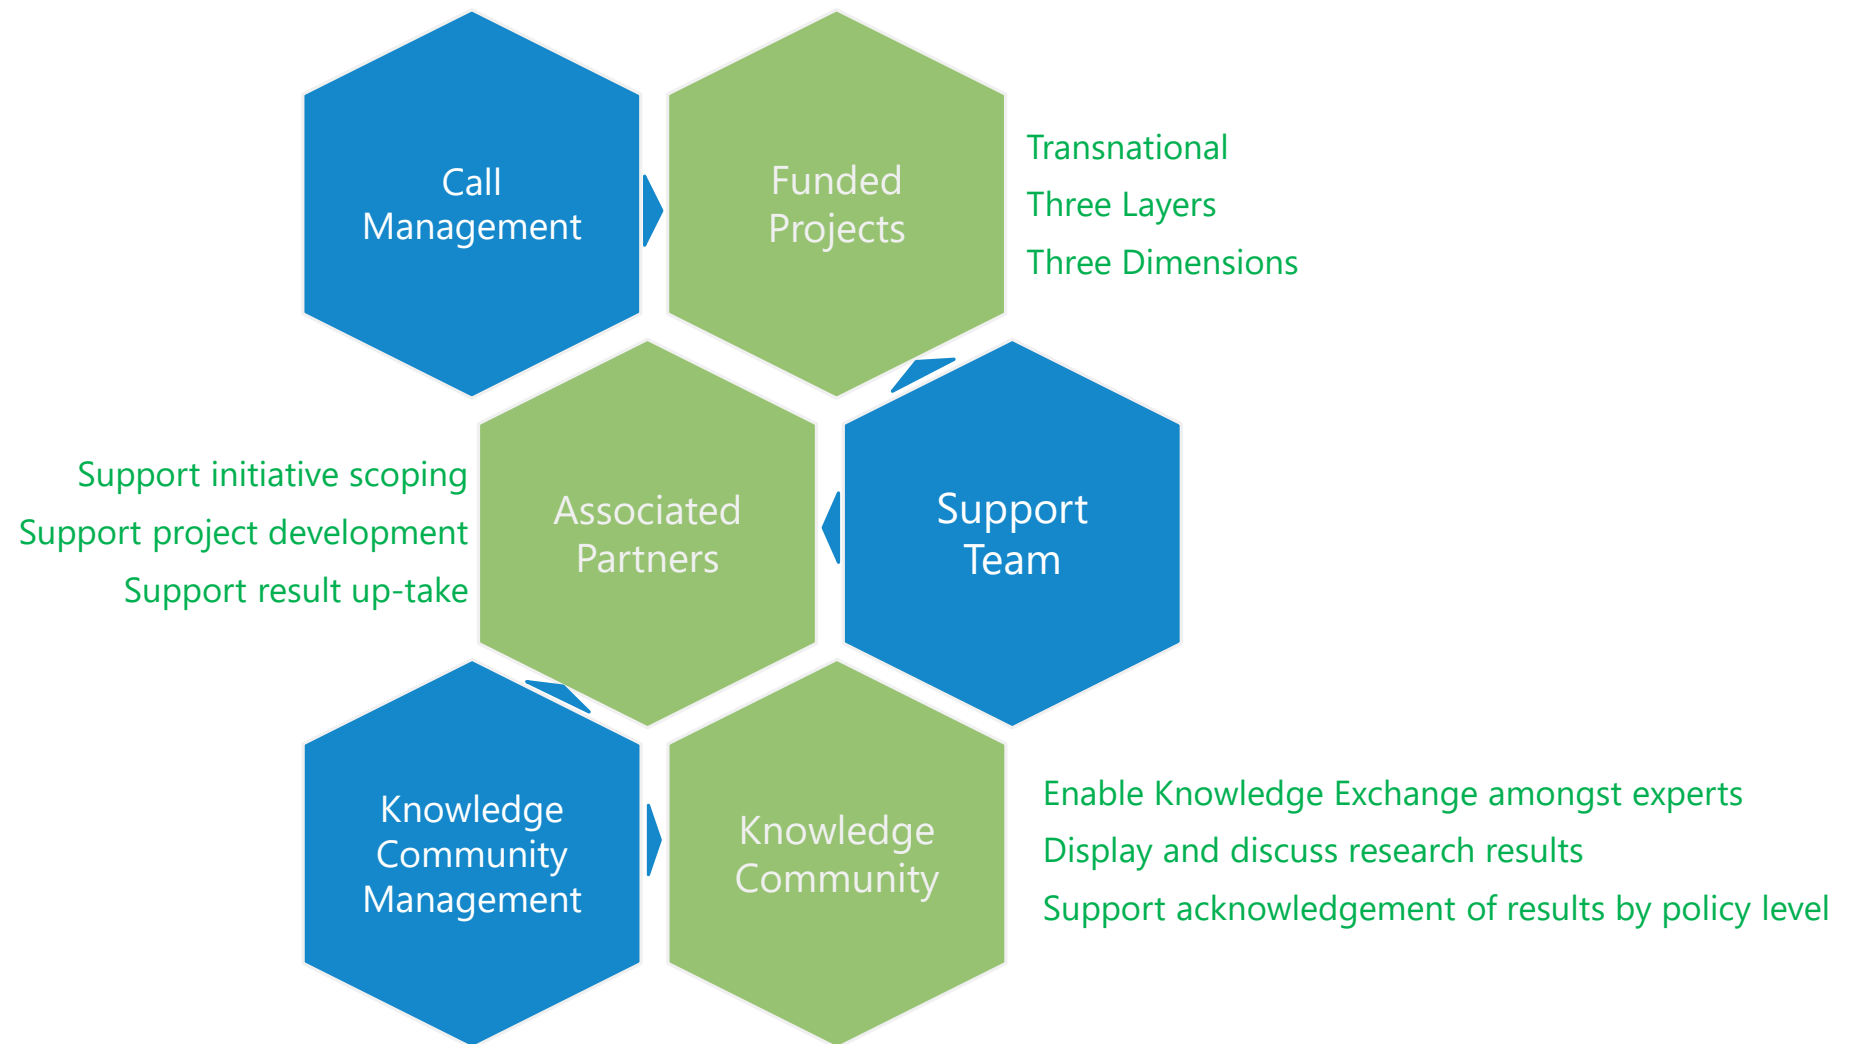 Call
Management
Funded
Projects
Transnational
Three Layers
Three Dimensions
Support initiative scoping
Support project development
Support result up-take
Associated
Partners
Support
Team
Knowledge
Community
Management
Knowledge
Community
Enable Knowledge Exchange amongst experts
Display and discuss research results
Support acknowledgement of results by policy level